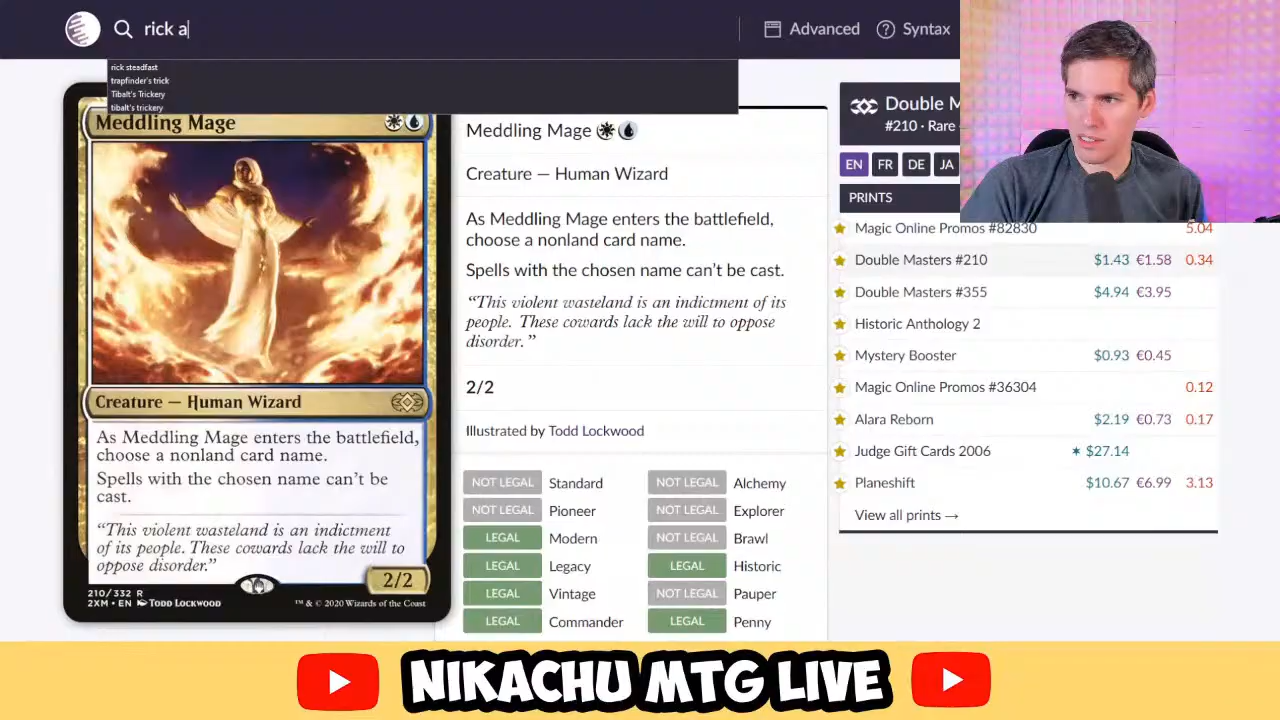 rick a
Advanced
Syntax
rick steadfast
trapfinder's trick
Tibalt's Trickery
tibalt's trickery
Meddling Mage
Creature — Human Wizard
As Meddling Mage enters the battlefield,
choose a nonland card name.
Spells with the chosen name can't be
cast.
"This violent wasteland is an indictment
of its people. These cowards lack the will to
oppose disorder."
2/2
210/332 R
2XM • EN TODD LOCKWOOD
™ & © 2020 Wizards of the Coast
Meddling Mage
Creature — Human Wizard
As Meddling Mage enters the battlefield,
choose a nonland card name.
Spells with the chosen name can't be cast.
"This violent wasteland is an indictment of its
people. These cowards lack the will to oppose
disorder."
2/2
Illustrated by Todd Lockwood
NOT LEGAL Standard NOT LEGAL Alchemy
NOT LEGAL Pioneer NOT LEGAL Explorer
LEGAL Modern NOT LEGAL Brawl
LEGAL Legacy LEGAL Historic
LEGAL Vintage NOT LEGAL Pauper
LEGAL Commander LEGAL Penny
Double M
#210 · Rare
EN FR DE JA
PRINTS
Magic Online Promos #82830 5.04
Double Masters #210 $1.43 €1.58 0.34
Double Masters #355 $4.94 €3.95
Historic Anthology 2
Mystery Booster $0.93 €0.45
Magic Online Promos #36304 0.12
Alara Reborn $2.19 €0.73 0.17
Judge Gift Cards 2006 ✶ $27.14
Planeshift $10.67 €6.99 3.13
View all prints →
NIKACHU MTG LIVE